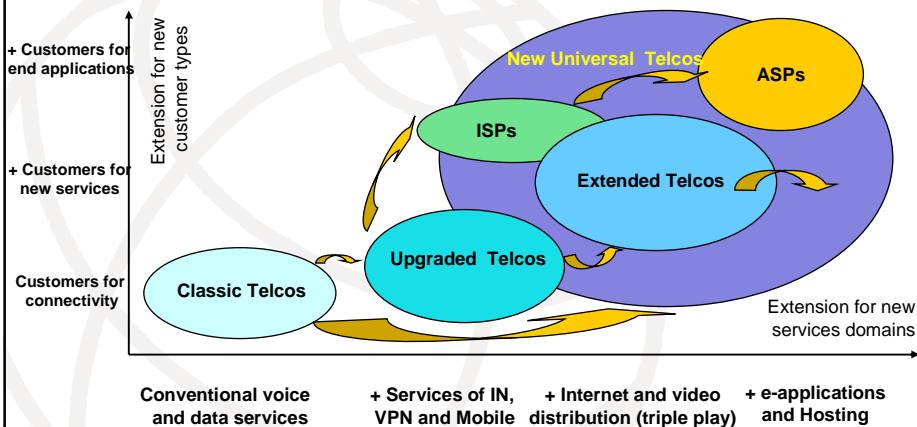 + Customers for
end applications
Extension for new
customer types
New Universal Telcos
ASPs
ISPs
+ Customers for
new services
Extended Telcos
Upgraded Telcos
Customers for
connectivity
Classic Telcos
Extension for new
services domains
Conventional voice
and data services
+ Services of IN,
VPN and Mobile
+ Internet and video
distribution (triple play)
+ e-applications
and Hosting